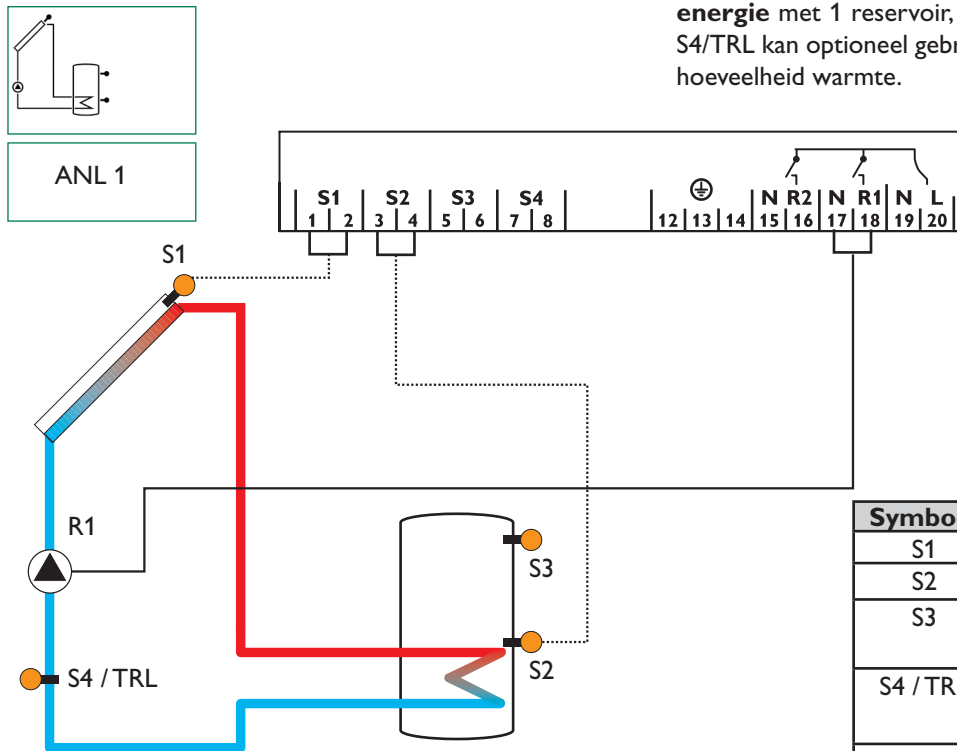 energie met 1 reservoir,
S4/TRL kan optioneel gebr
hoeveelheid warmte.
ANL 1
S1 S2 S3 S4 N R2 N R1 N L
1 2 3 4 5 6 7 8 12 13 14 15 16 17 18 19 20
S1
R1
S3
S2
S4 / TRL
Symboo
S1
S2
S3
S4 / TR